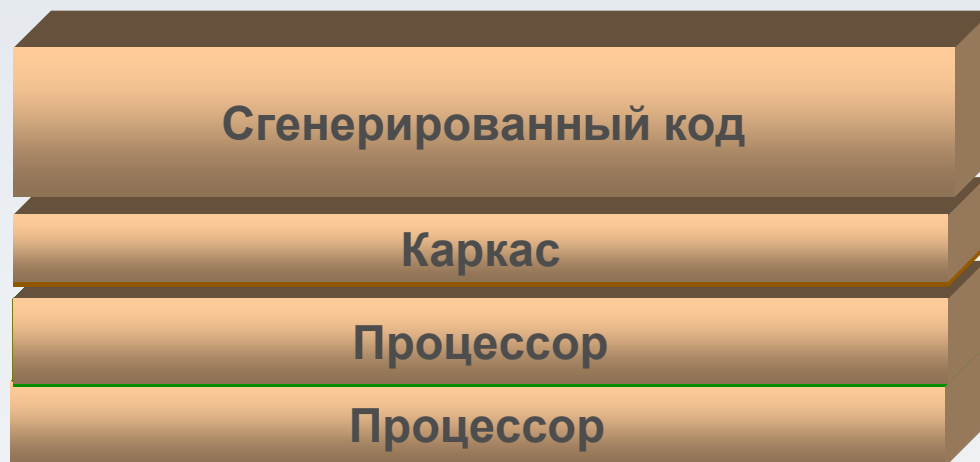 Сгенерированный код
Каркас
Процессор
Процессор